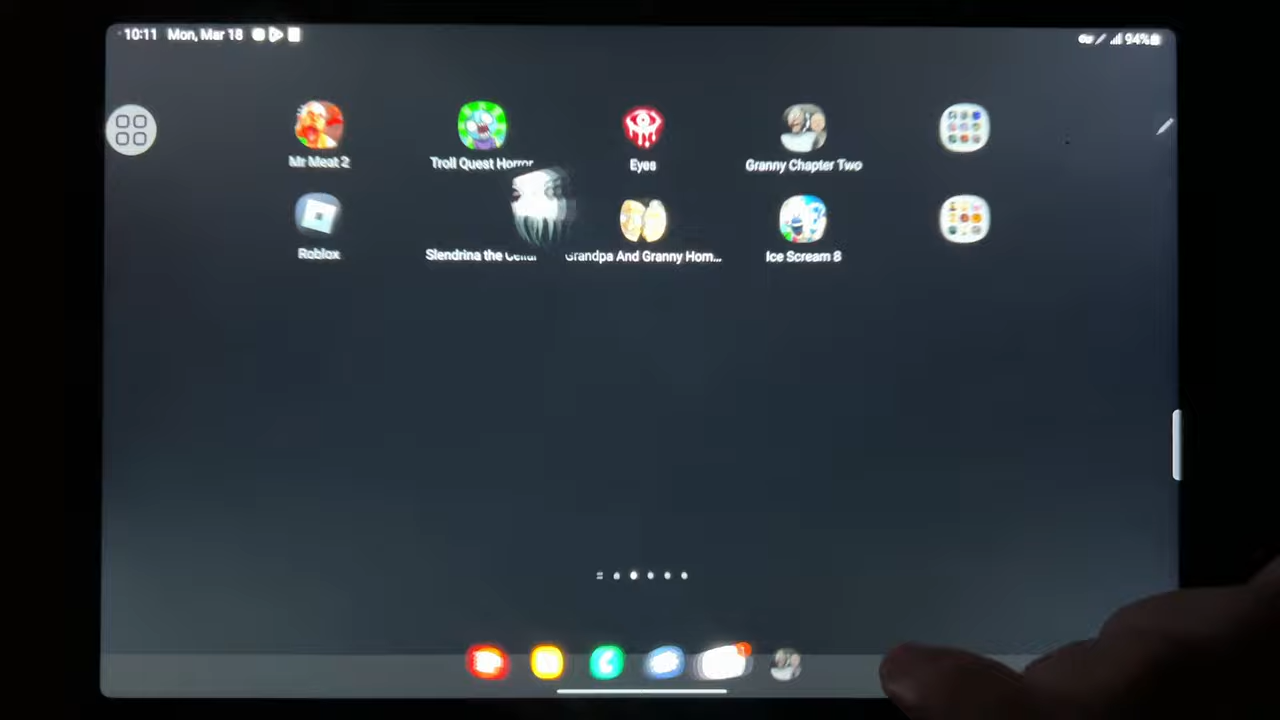 10:11 Mon, Mar 18 94%
Mr Meat 2
Troll Quest Horror
Eyes
Granny Chapter Two
Roblox
Slendrina the Cellar
Grandpa And Granny Hom...
Ice Scream 8